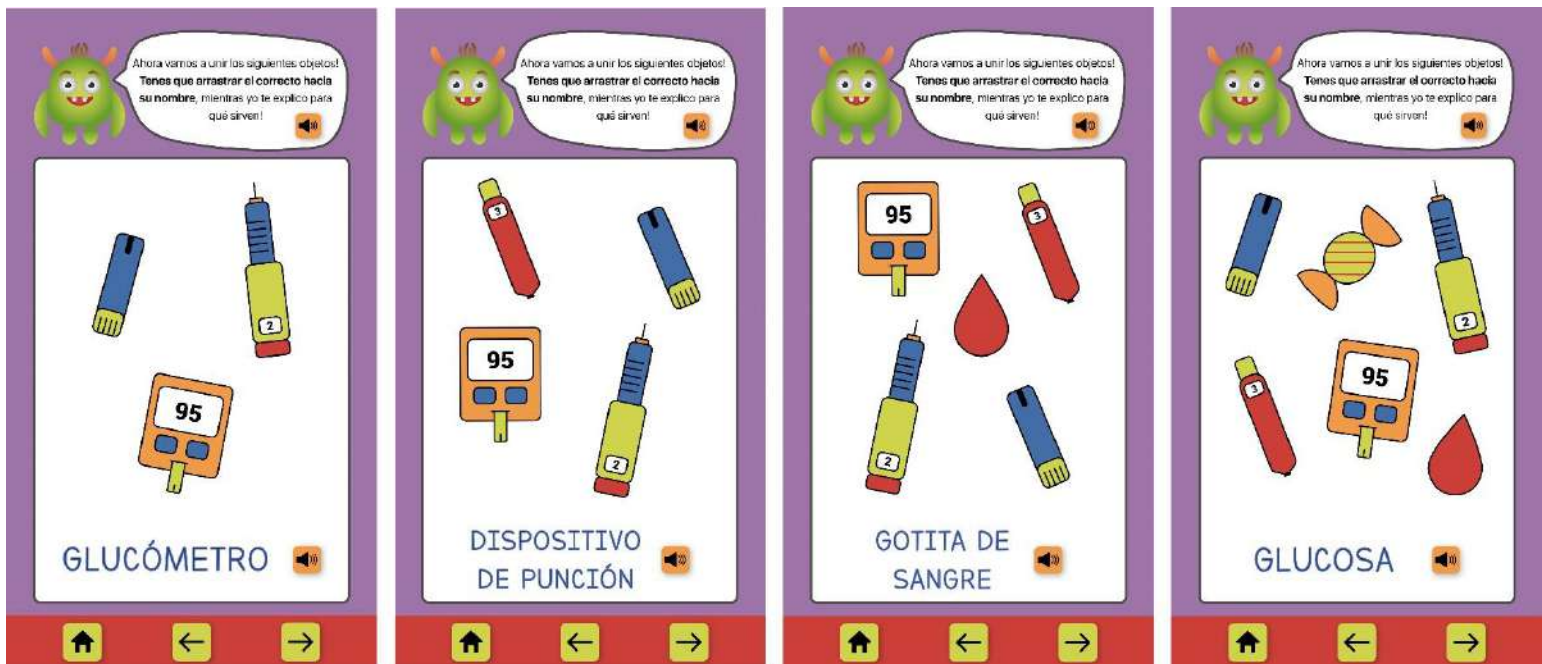 Ahora vamos a unir los siguientes objetos!
Tenes que arrastrar el correcto hacia
su nombre, mientras yo te explico para
qué sirven!
2
95
GLUCÓMETRO
Ahora vamos a unir los siguientes objetos!
Tenes que arrastrar el correcto hacia
su nombre, mientras yo te explico para
qué sirven!
3
95
2
DISPOSITIVO
DE PUNCIÓN
Ahora vamos a unir los siguientes objetos!
Tenes que arrastrar el correcto hacia
su nombre, mientras yo te explico para
qué sirven!
95
3
2
GOTITA DE
SANGRE
Ahora vamos a unir los siguientes objetos!
Tenes que arrastrar el correcto hacia
su nombre, mientras yo te explico para
qué sirven!
2
3
95
GLUCOSA